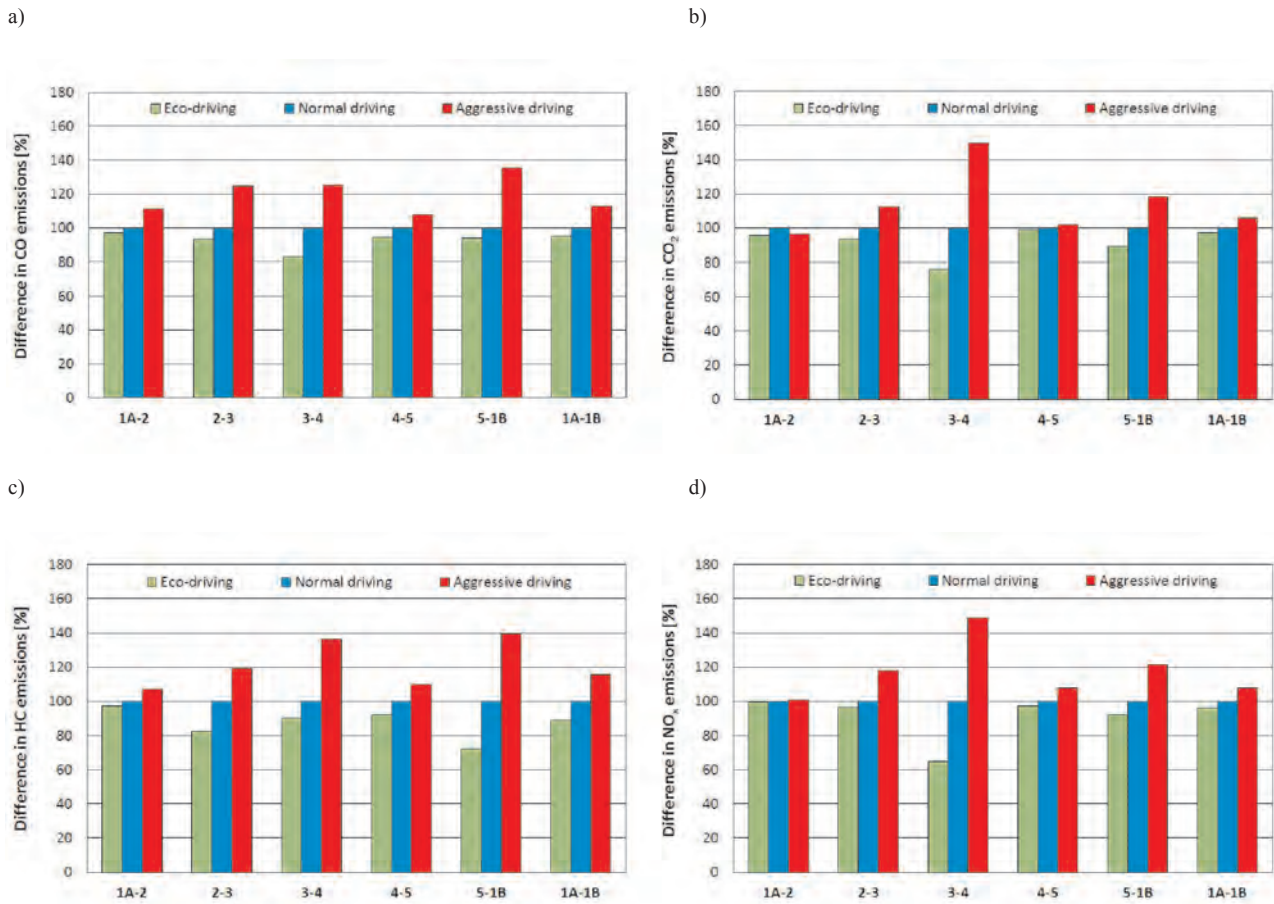 a)
180
160
140
120
100
80
60
40
20
0
Difference in CO emissions [%]
Eco-driving Normal driving Aggressive driving
1A-2 2-3 3-4 4-5 5-1B 1A-1B
b)
180
160
140
120
100
80
60
40
20
0
Difference in CO₂ emissions [%]
Eco-driving Normal driving Aggressive driving
1A-2 2-3 3-4 4-5 5-1B 1A-1B
c)
180
160
140
120
100
80
60
40
20
0
Difference in HC emissions [%]
Eco-driving Normal driving Aggressive driving
1A-2 2-3 3-4 4-5 5-1B 1A-1B
d)
180
160
140
120
100
80
60
40
20
0
Difference in NOₓ emissions [%]
Eco-driving Normal driving Aggressive driving
1A-2 2-3 3-4 4-5 5-1B 1A-1B